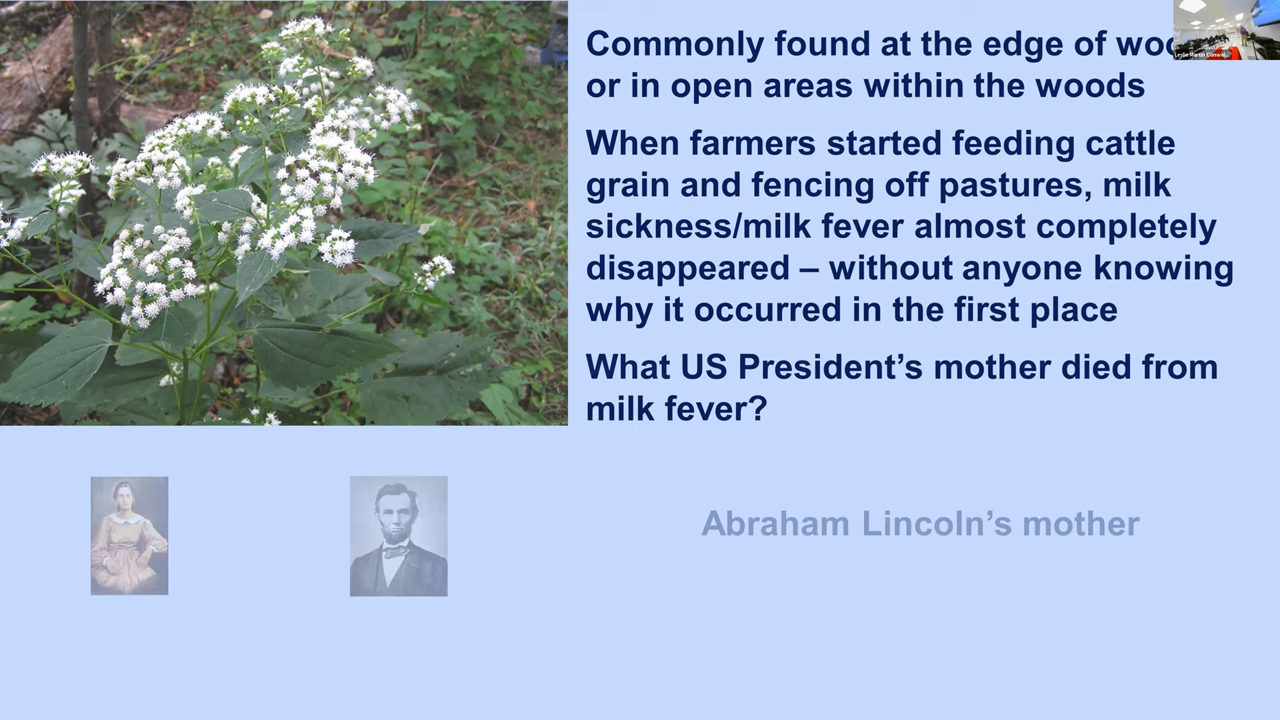 Commonly found at the edge of
or in open areas within the woods
When farmers started feeding cattle
grain and fencing off pastures, milk
sickness/milk fever almost completely
disappeared – without anyone knowing
why it occurred in the first place
What US President's mother died from
milk fever?
Abraham Lincoln's mother